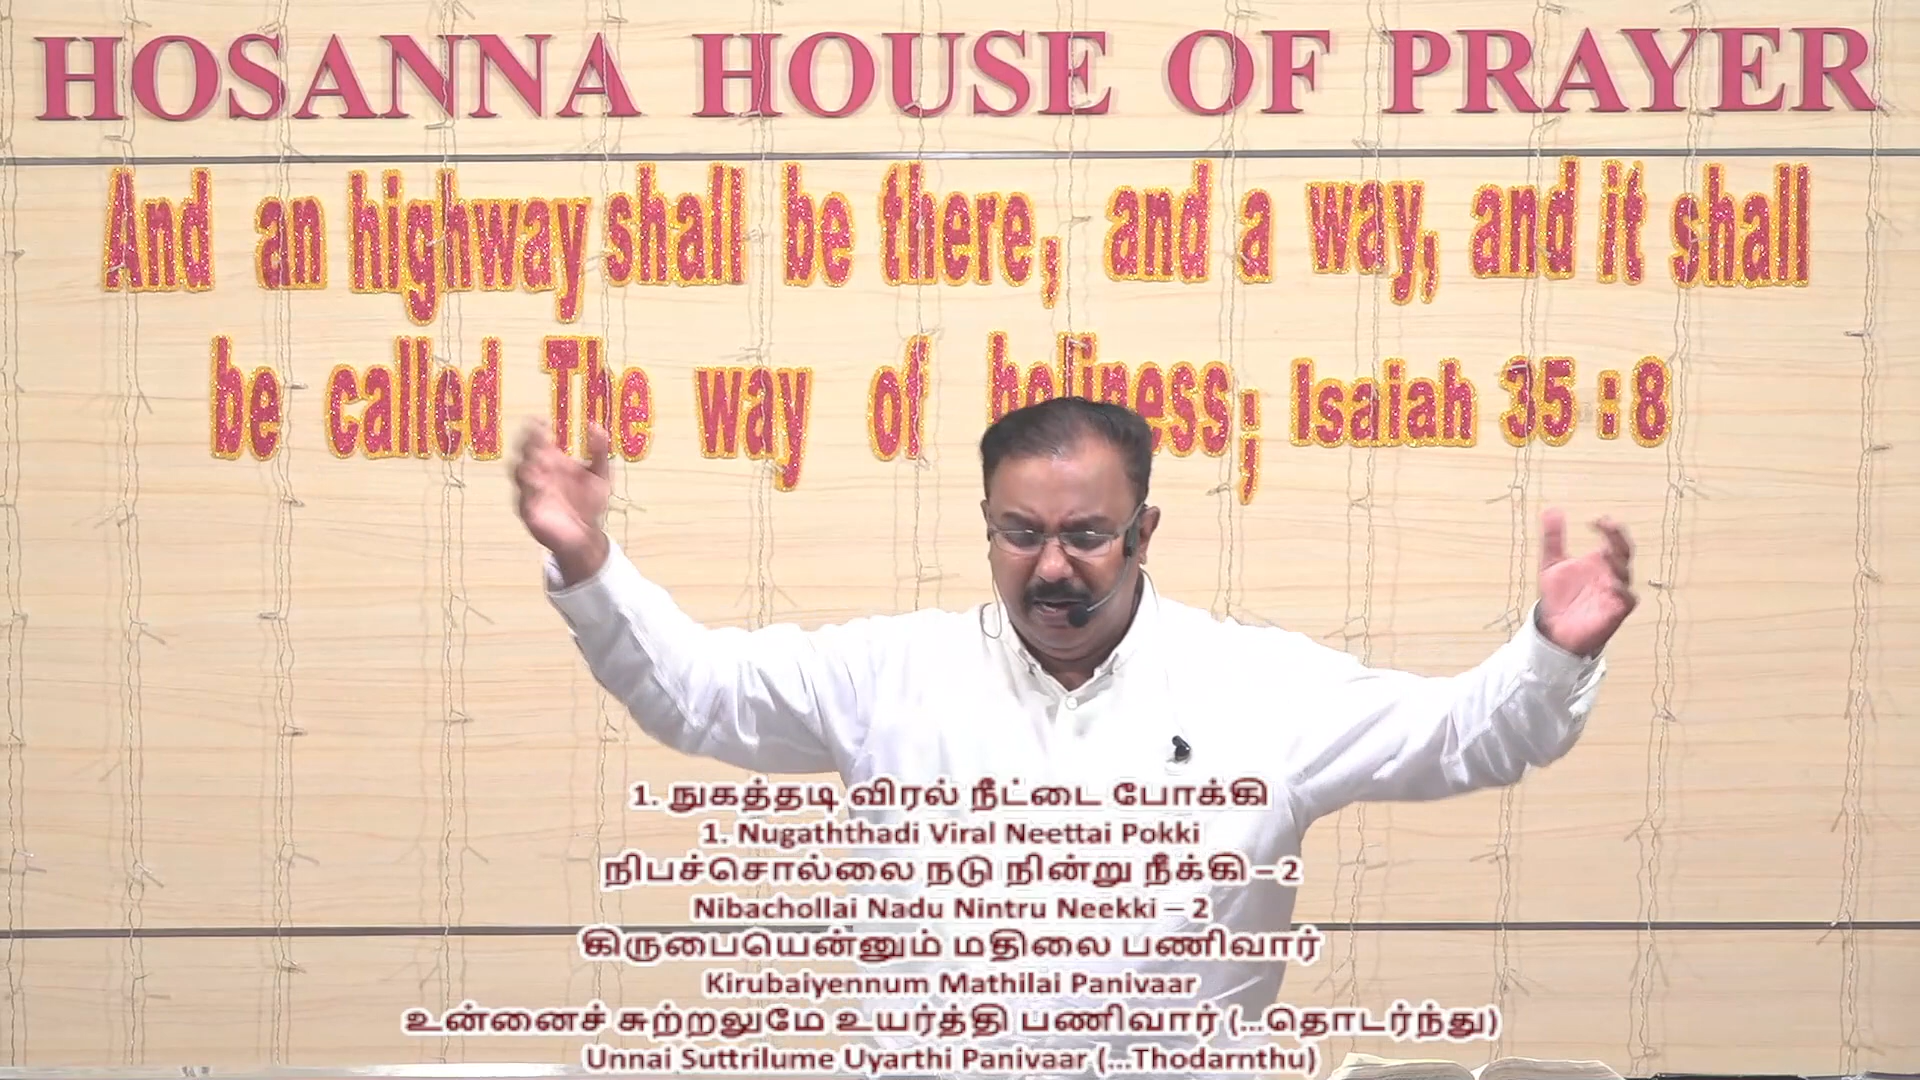 HOSANNA HOUSE OF PRAYER
And an highway shall be there, and a way, and it shall
be called The way of holiness; Isaiah 35 : 8
1. நுகத்தடி விரல் நீட்டை போக்கி
1. Nugaththadi Viral Neettai Pokki
நிபச்சொல்லை நடு நின்று நீக்கி – 2
Nibachollai Nadu Nintru Neekki – 2
கிருபையென்னும் மதிலை பணிவார்
Kirubaiyennum Mathilai Panivaar
உன்னைச் சுற்றலுமே உயர்த்தி பணிவார் (...தொடர்ந்து)
Unnai Suttrilume Uyarthi Panivaar (...Thodarnthu)